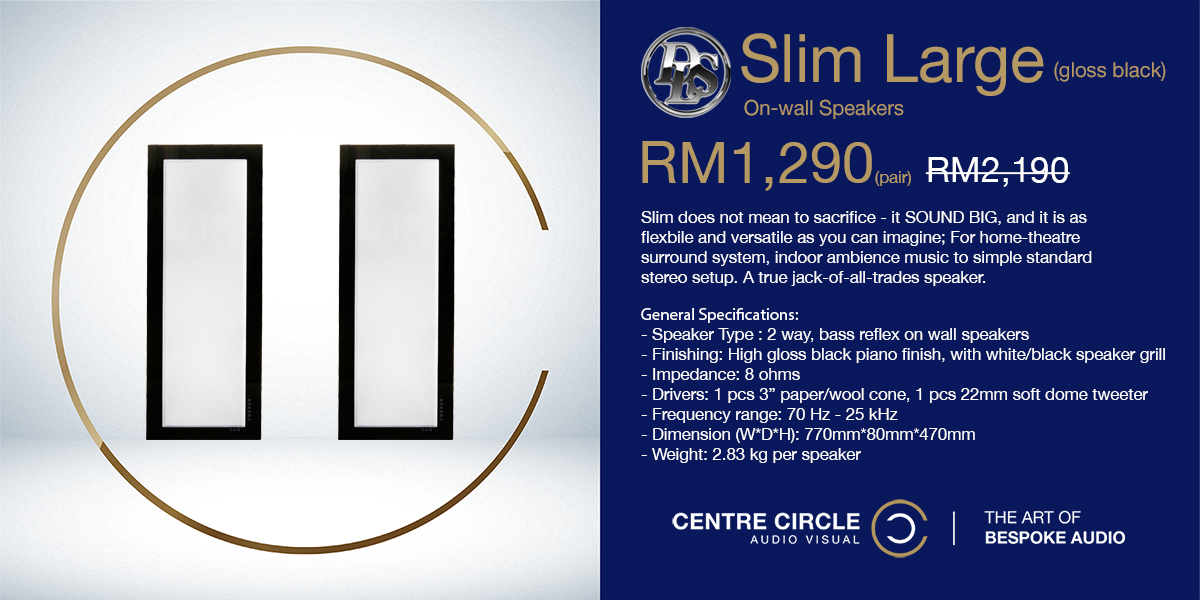 DLS
Slim Large (gloss black)
On-wall Speakers
RM1,290(pair) RM2,190
Slim does not mean to sacrifice - it SOUND BIG, and it is as
flexbile and versatile as you can imagine; For home-theatre
surround system, indoor ambience music to simple standard
stereo setup. A true jack-of-all-trades speaker.
General Specifications:
- Speaker Type : 2 way, bass reflex on wall speakers
- Finishing: High gloss black piano finish, with white/black speaker grill
- Impedance: 8 ohms
- Drivers: 1 pcs 3” paper/wool cone, 1 pcs 22mm soft dome tweeter
- Frequency range: 70 Hz - 25 kHz
- Dimension (W*D*H): 770mm*80mm*470mm
- Weight: 2.83 kg per speaker
CENTRE CIRCLE
AUDIO VISUAL
THE ART OF
BESPOKE AUDIO